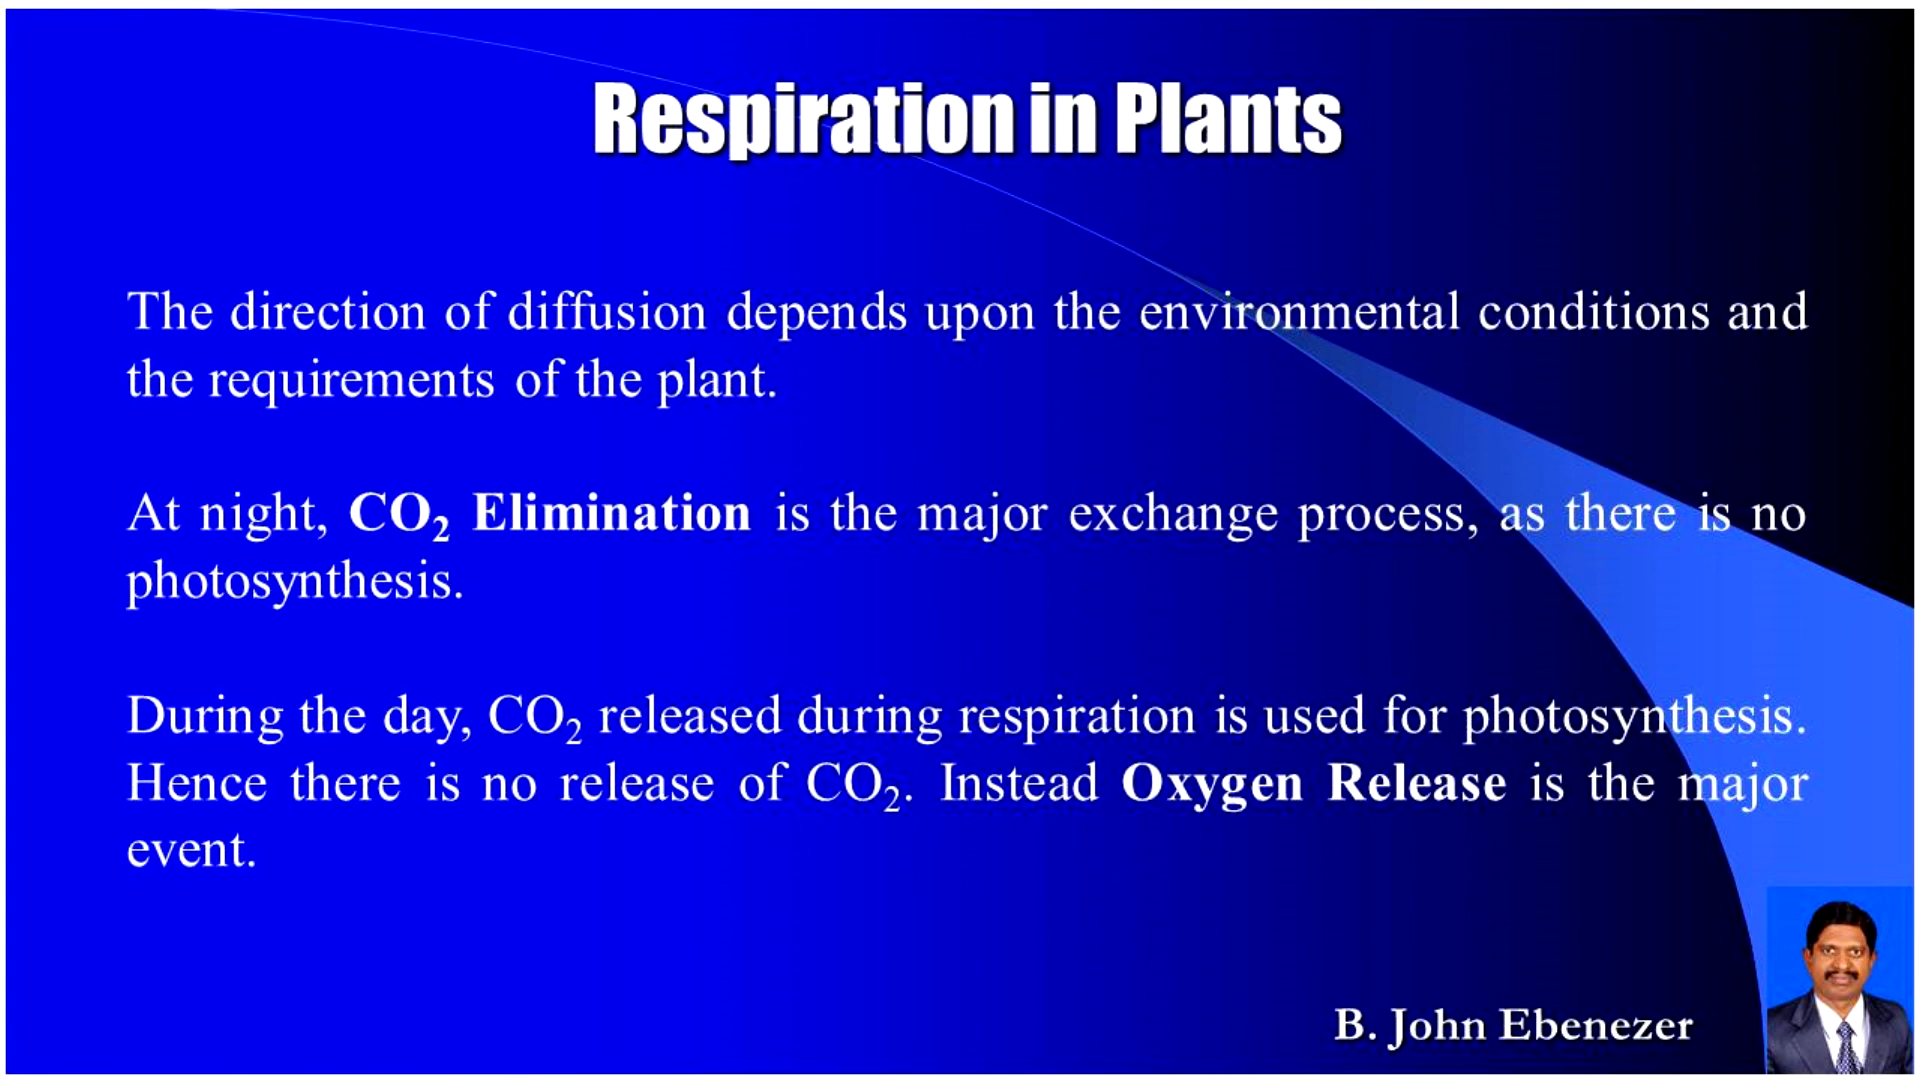 Respiration in Plants
The direction of diffusion depends upon the environmental conditions and
the requirements of the plant.
At night, CO₂ Elimination is the major exchange process, as there is no
photosynthesis.
During the day, CO₂ released during respiration is used for photosynthesis.
Hence there is no release of CO₂. Instead Oxygen Release is the major
event.
B. John Ebenezer